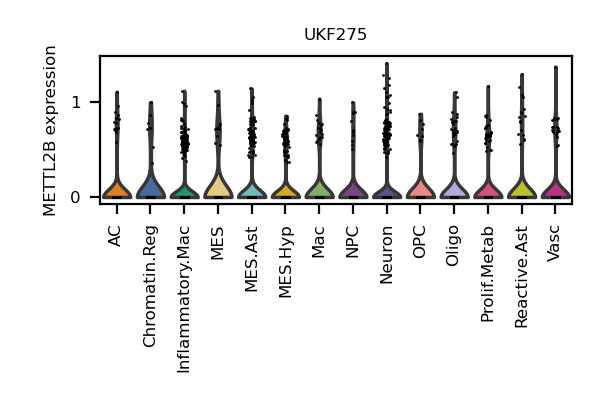 UKF275
METTL2B expression
1
0
AC
Chromatin.Reg
Inflammatory.Mac
MES
MES.Ast
MES.Hyp
Mac
NPC
Neuron
OPC
Oligo
Prolif.Metab
Reactive.Ast
Vasc